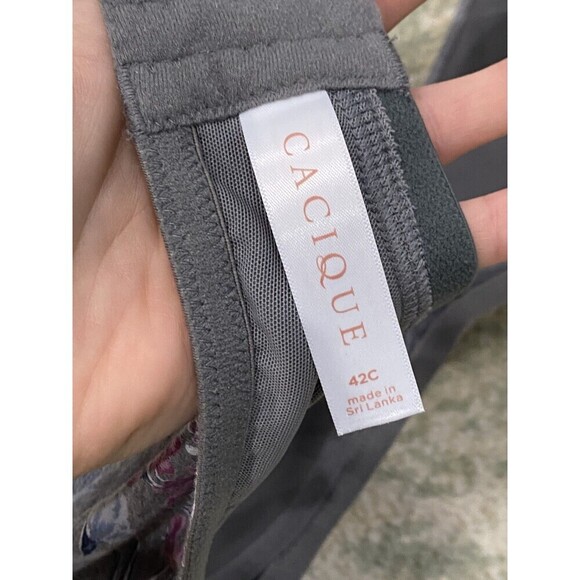 CACIQUE
42C
made in
Sri Lanka